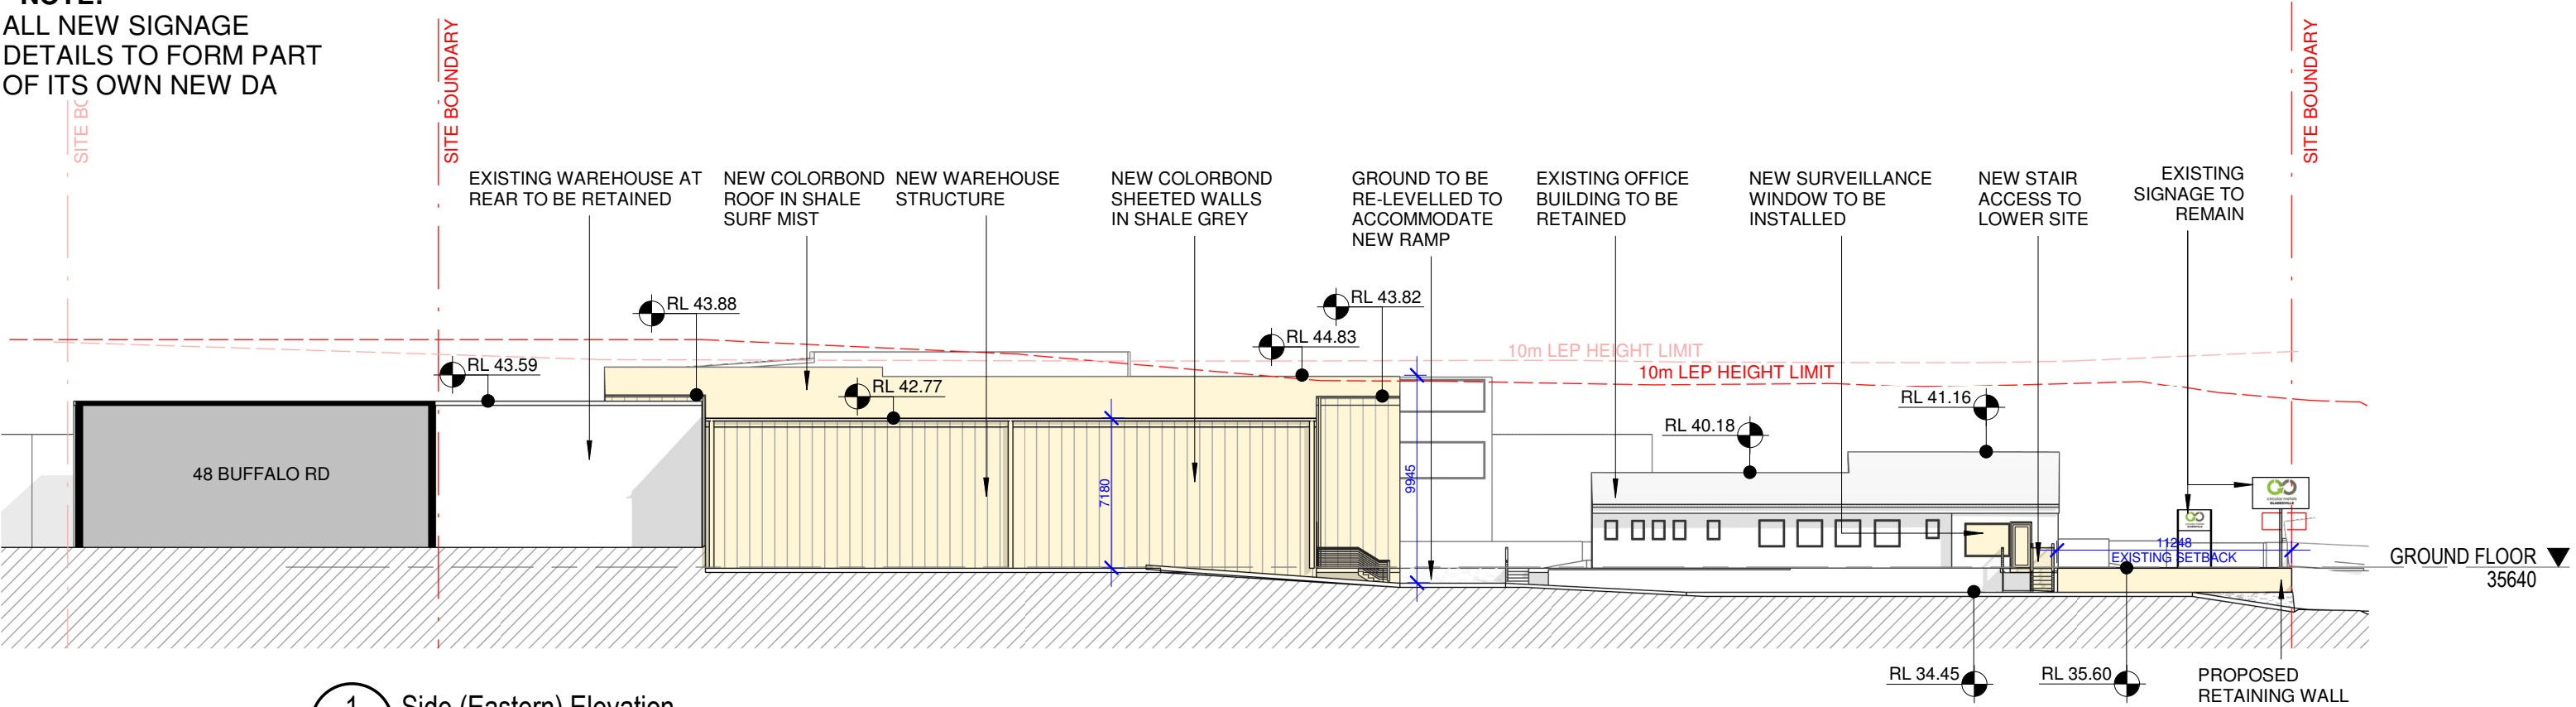 NOTE:
ALL NEW SIGNAGE
DETAILS TO FORM PART
OF ITS OWN NEW DA
SITE BO
SITE BOUNDARY
SITE BOUNDARY
EXISTING WAREHOUSE AT
REAR TO BE RETAINED
NEW COLORBOND
ROOF IN SHALE
SURF MIST
NEW WAREHOUSE
STRUCTURE
NEW COLORBOND
SHEETED WALLS
IN SHALE GREY
GROUND TO BE
RE-LEVELLED TO
ACCOMMODATE
NEW RAMP
EXISTING OFFICE
BUILDING TO BE
RETAINED
NEW SURVEILLANCE
WINDOW TO BE
INSTALLED
NEW STAIR
ACCESS TO
LOWER SITE
EXISTING
SIGNAGE TO
REMAIN
RL 43.88
RL 43.82
RL 44.83
RL 43.59
RL 42.77
10m LEP HEIGHT LIMIT
10m LEP HEIGHT LIMIT
RL 41.16
RL 40.18
48 BUFFALO RD
7180
9945
11248
EXISTING SETBACK
GROUND FLOOR
35640
RL 34.45
RL 35.60
PROPOSED
RETAINING WALL
1
Side (Eastern) Elevation